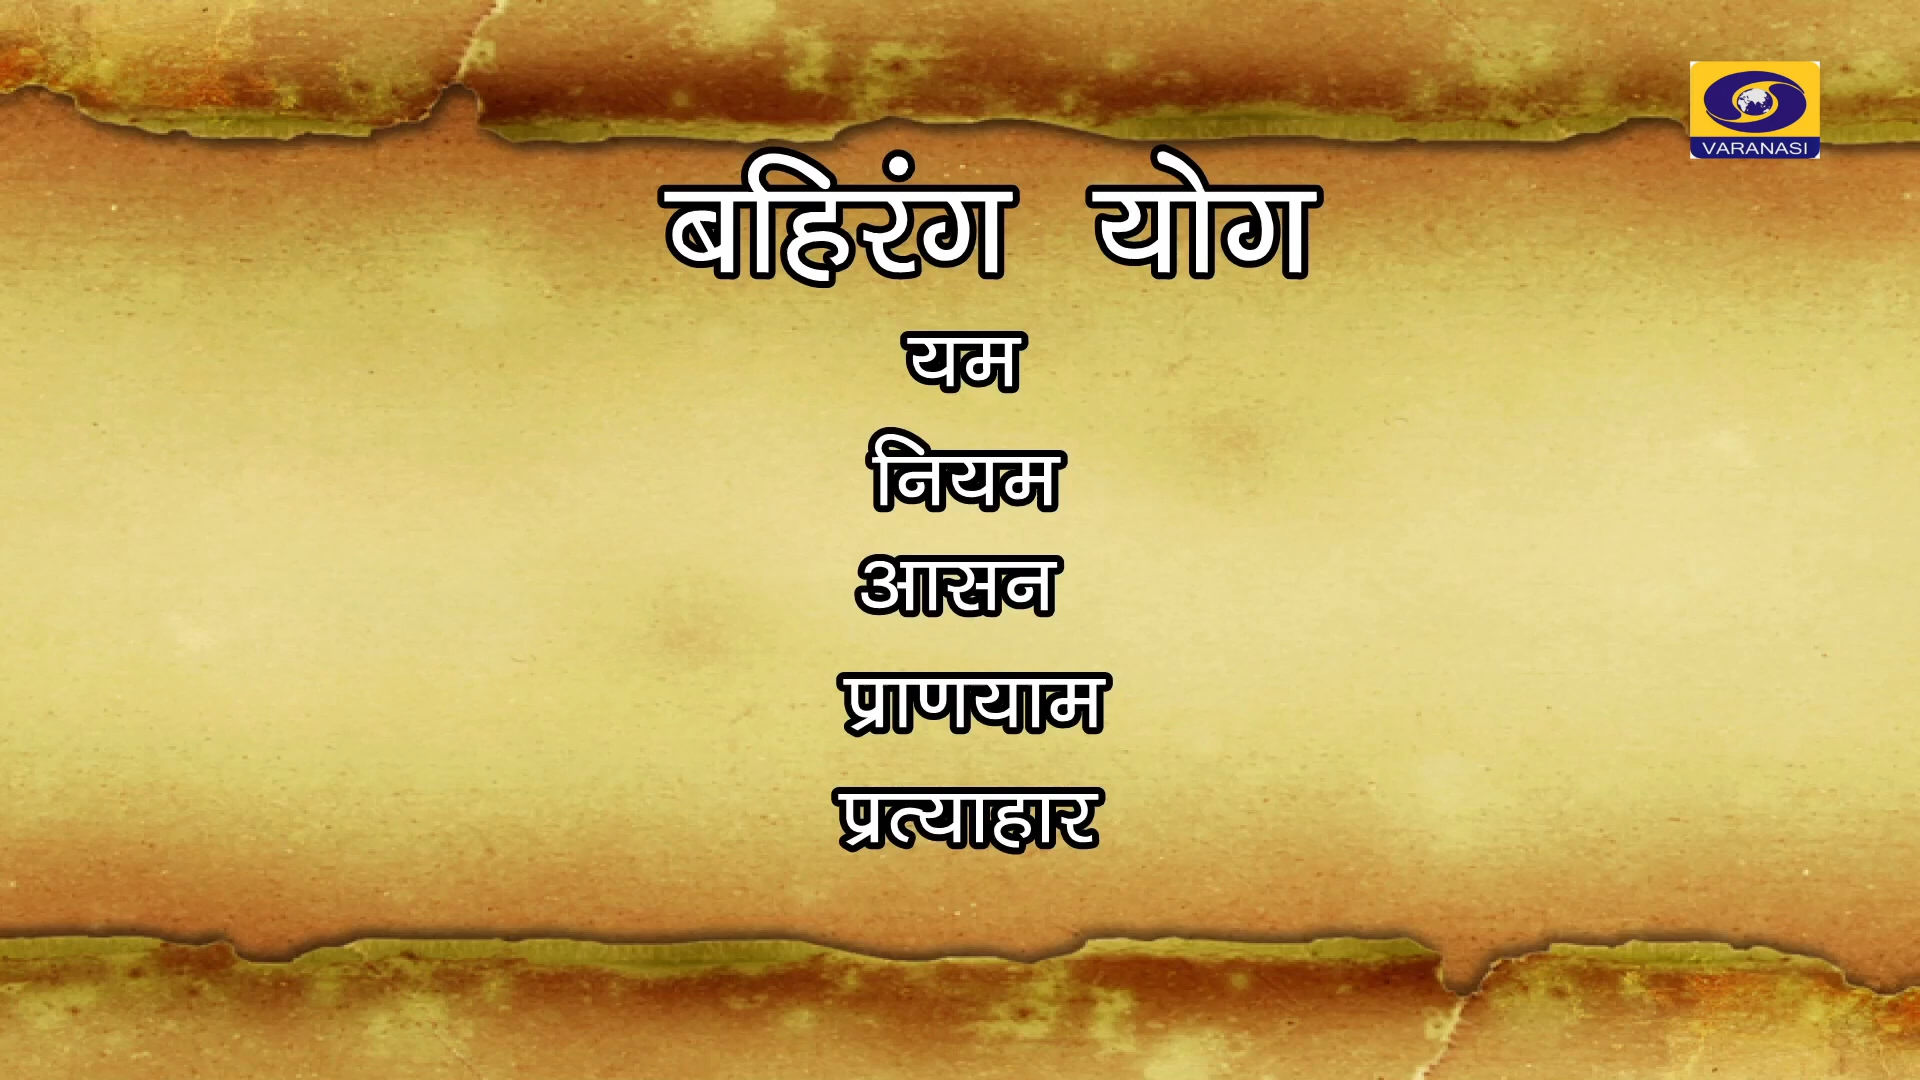 VARANASI
बहिरंग योग
यम
नियम
आसन
प्राणयाम
प्रत्याहार